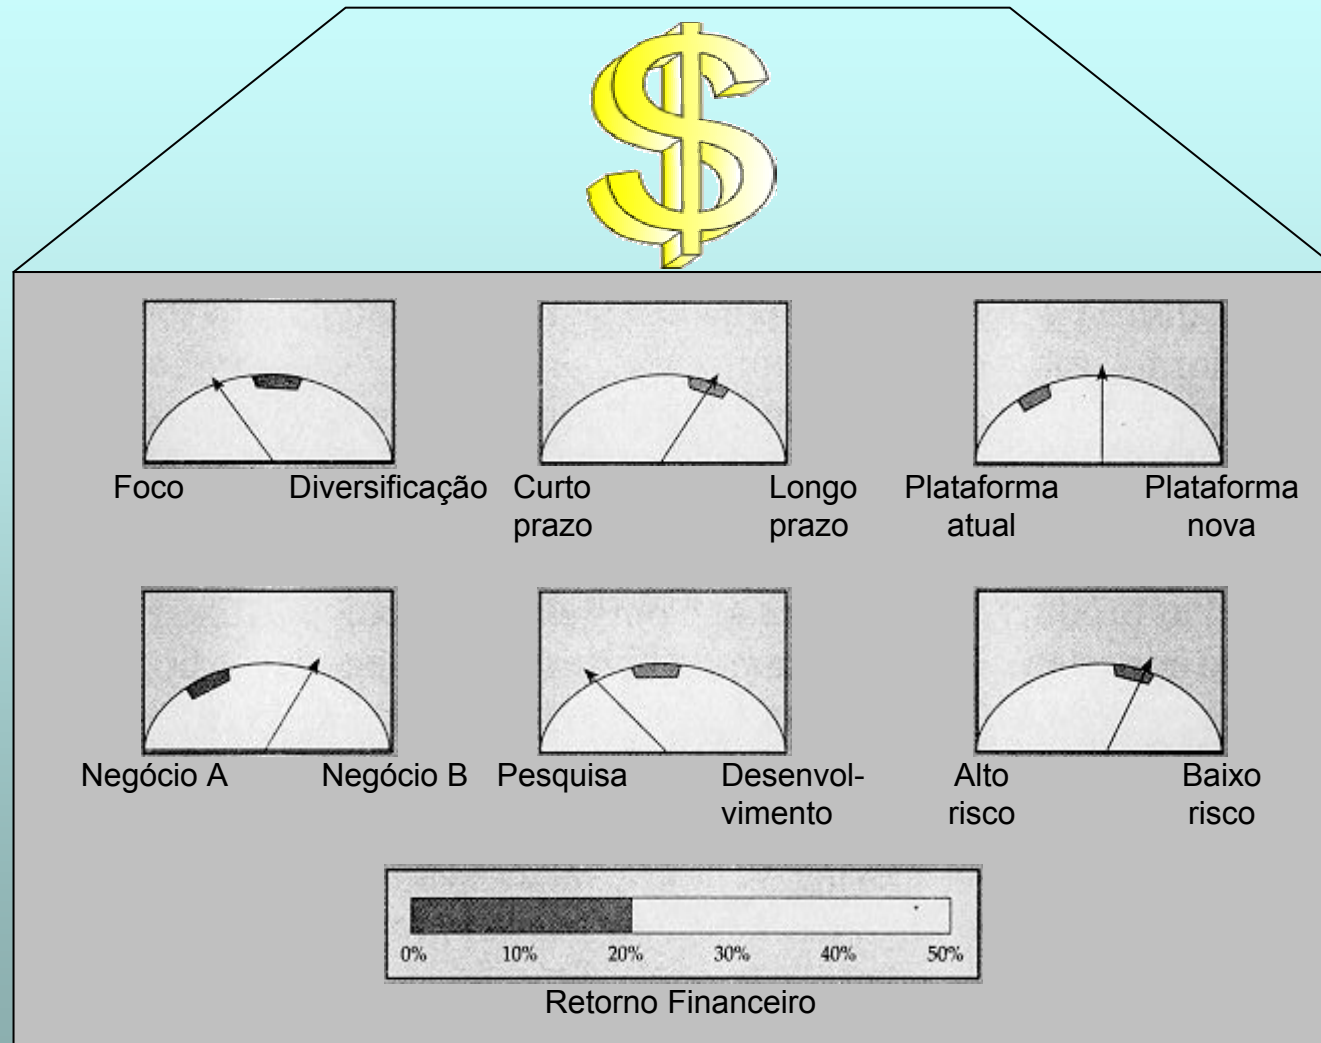 $
Foco Diversificação Curto Longo Plataforma Plataforma
prazo prazo atual nova
Negócio A Negócio B Pesquisa Desenvol- Alto Baixo
vimento risco risco
0% 10% 20% 30% 40% 50%
Retorno Financeiro